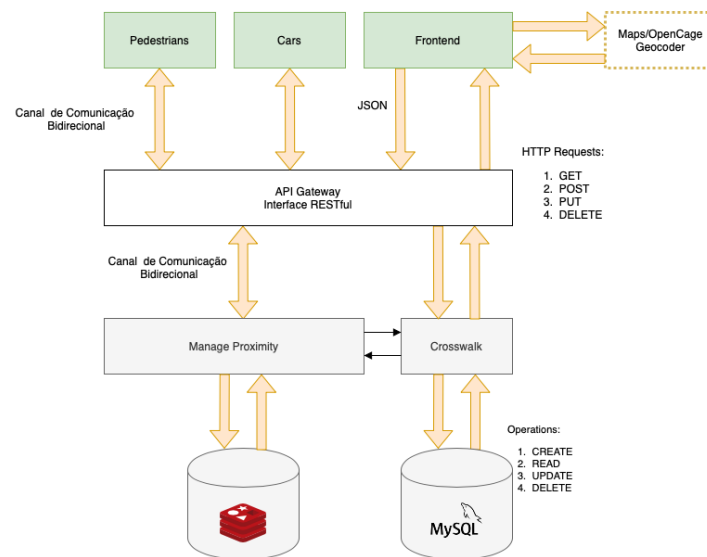 Pedestrians
Cars
Frontend
Maps/OpenCage
Geocoder
Canal de Comunicação
Bidirecional
JSON
HTTP Requests:
1. GET
2. POST
3. PUT
4. DELETE
API Gateway
Interface RESTful
Canal de Comunicação
Bidirecional
Manage Proximity
Crosswalk
Operations:
1. CREATE
2. READ
3. UPDATE
4. DELETE
MySQL